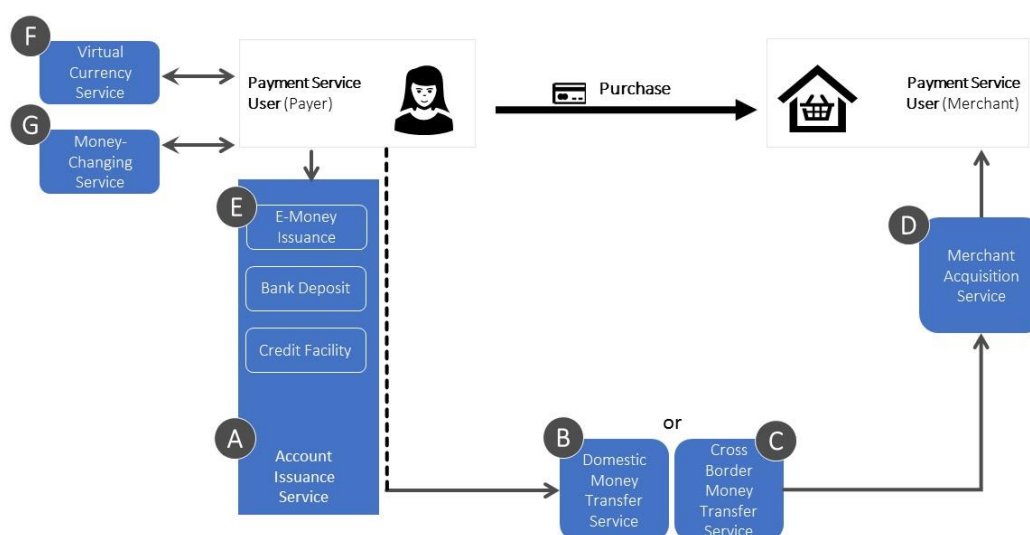 F
Virtual
Currency
Service
G
Money-
Changing
Service
Payment Service
User (Payer)
Purchase
Payment Service
User (Merchant)
E
E-Money
Issuance
Bank Deposit
Credit Facility
A
Account
Issuance
Service
D
Merchant
Acquisition
Service
or
B
Domestic
Money
Transfer
Service
C
Cross
Border
Money
Transfer
Service